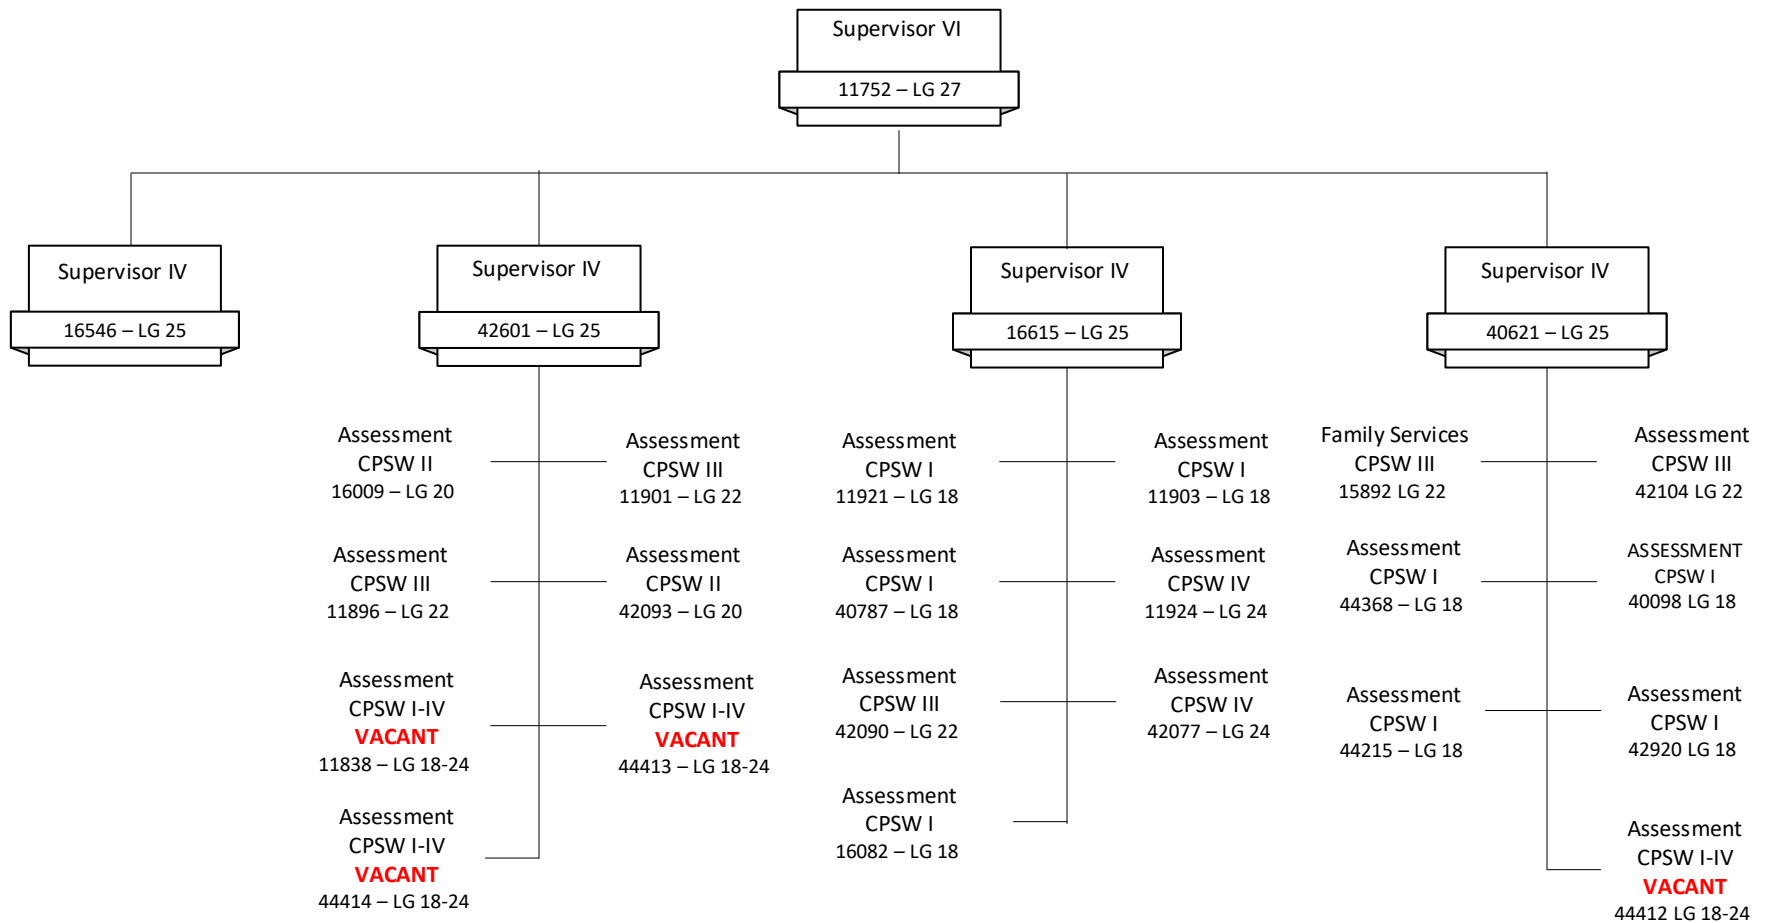 Supervisor VI
11752 – LG 27
Supervisor IV
16546 – LG 25
Supervisor IV
42601 – LG 25
Supervisor IV
16615 – LG 25
Supervisor IV
40621 – LG 25
Assessment
CPSW II
16009 – LG 20
Assessment
CPSW III
11901 – LG 22
Assessment
CPSW III
11896 – LG 22
Assessment
CPSW II
42093 – LG 20
Assessment
CPSW I-IV
VACANT
11838 – LG 18-24
Assessment
CPSW I-IV
VACANT
44413 – LG 18-24
Assessment
CPSW I-IV
VACANT
44414 – LG 18-24
Assessment
CPSW I
11921 – LG 18
Assessment
CPSW I
11903 – LG 18
Assessment
CPSW I
40787 – LG 18
Assessment
CPSW IV
11924 – LG 24
Assessment
CPSW III
42090 – LG 22
Assessment
CPSW IV
42077 – LG 24
Assessment
CPSW I
16082 – LG 18
Family Services
CPSW III
15892 LG 22
Assessment
CPSW III
42104 LG 22
Assessment
CPSW I
44368 – LG 18
ASSESSMENT
CPSW I
40098 LG 18
Assessment
CPSW I
44215 – LG 18
Assessment
CPSW I
42920 LG 18
Assessment
CPSW I-IV
VACANT
44412 LG 18-24